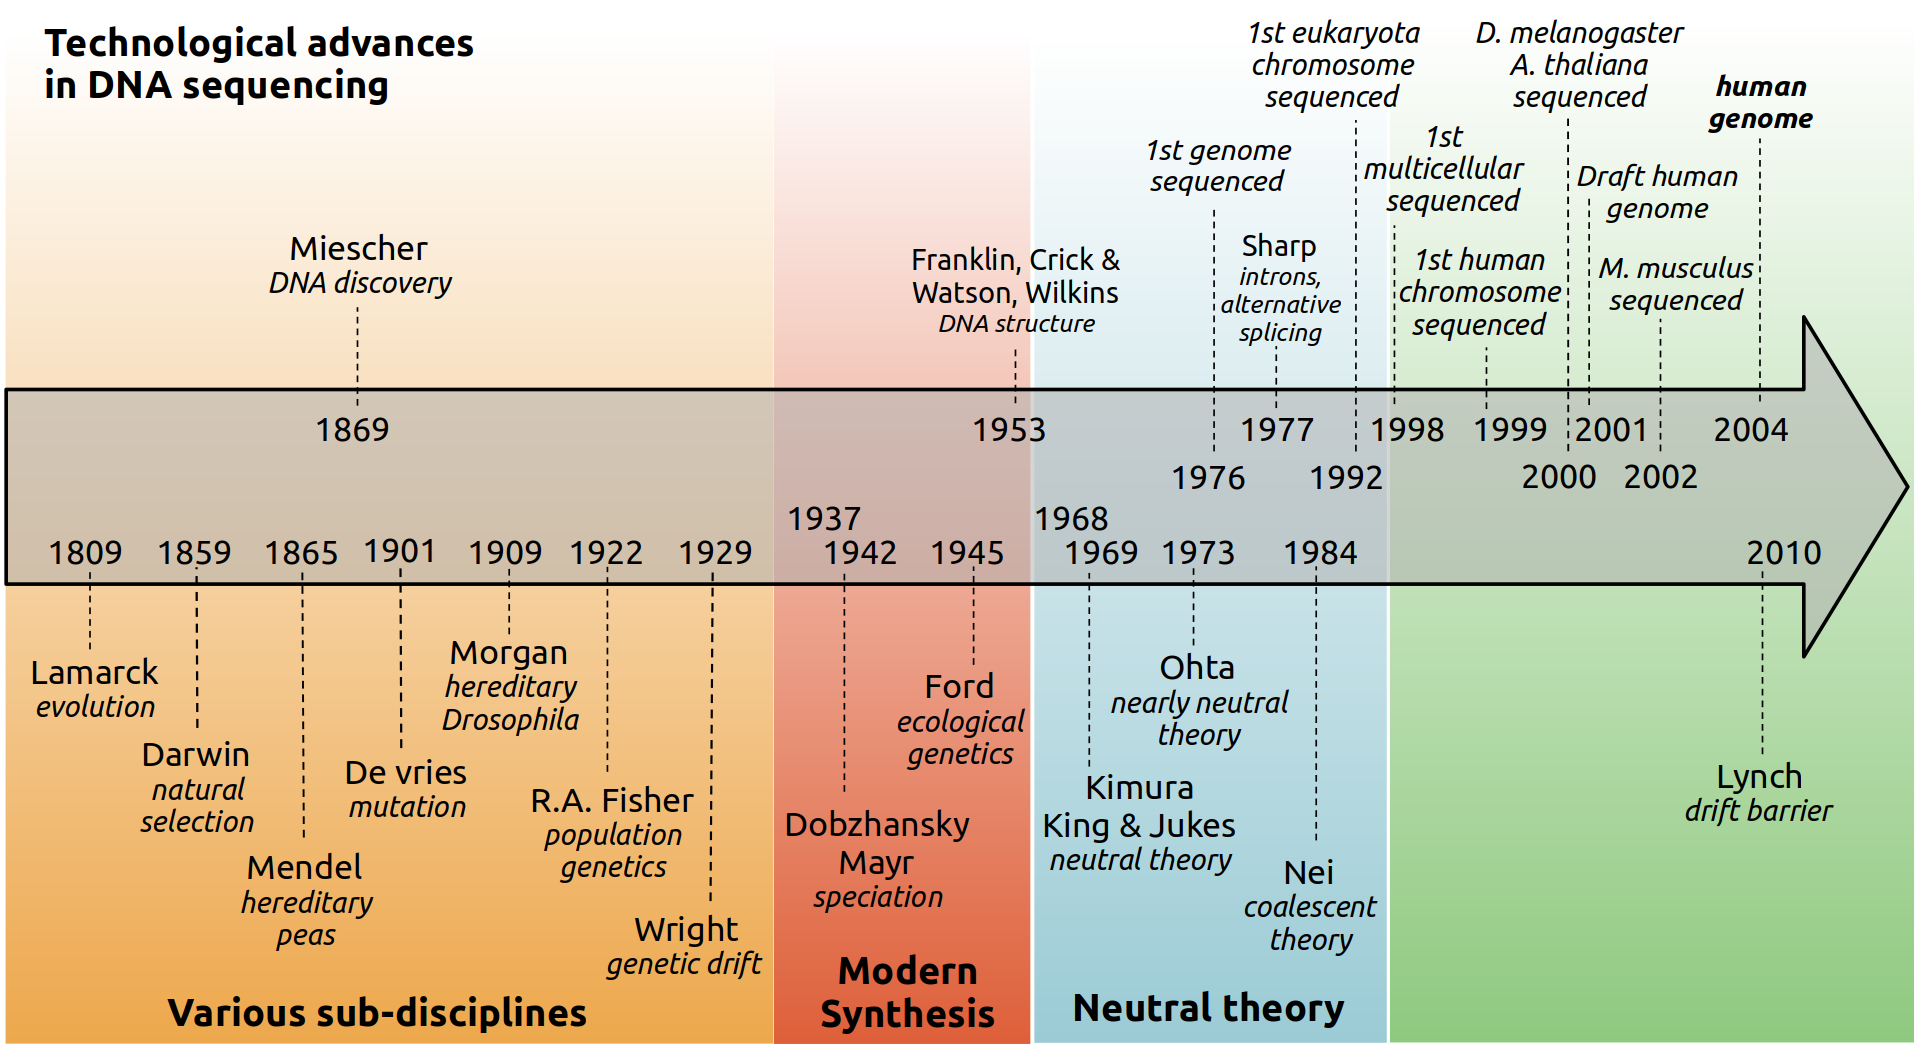 Technological advances
in DNA sequencing
Miescher
DNA discovery
Franklin, Crick &
Watson, Wilkins
DNA structure
1st genome
sequenced
Sharp
introns,
alternative
splicing
1st eukaryota
chromosome
sequenced
1st
multicellular
sequenced
1st human
chromosome
sequenced
D. melanogaster
A. thaliana
sequenced
Draft human
genome
M. musculus
sequenced
human
genome
1869
1953
1977
1998
1999
2001
2004
1976
1992
2000
2002
1937
1968
1809
1859
1865
1901
1909
1922
1929
1942
1945
1969
1973
1984
2010
Lamarck
evolution
Darwin
natural
selection
Mendel
hereditary
peas
De vries
mutation
Morgan
hereditary
Drosophila
R.A. Fisher
population
genetics
Wright
genetic drift
Dobzhansky
Mayr
speciation
Ford
ecological
genetics
Kimura
King & Jukes
neutral theory
Ohta
nearly neutral
theory
Nei
coalescent
theory
Lynch
drift barrier
Various sub-disciplines
Modern
Synthesis
Neutral theory